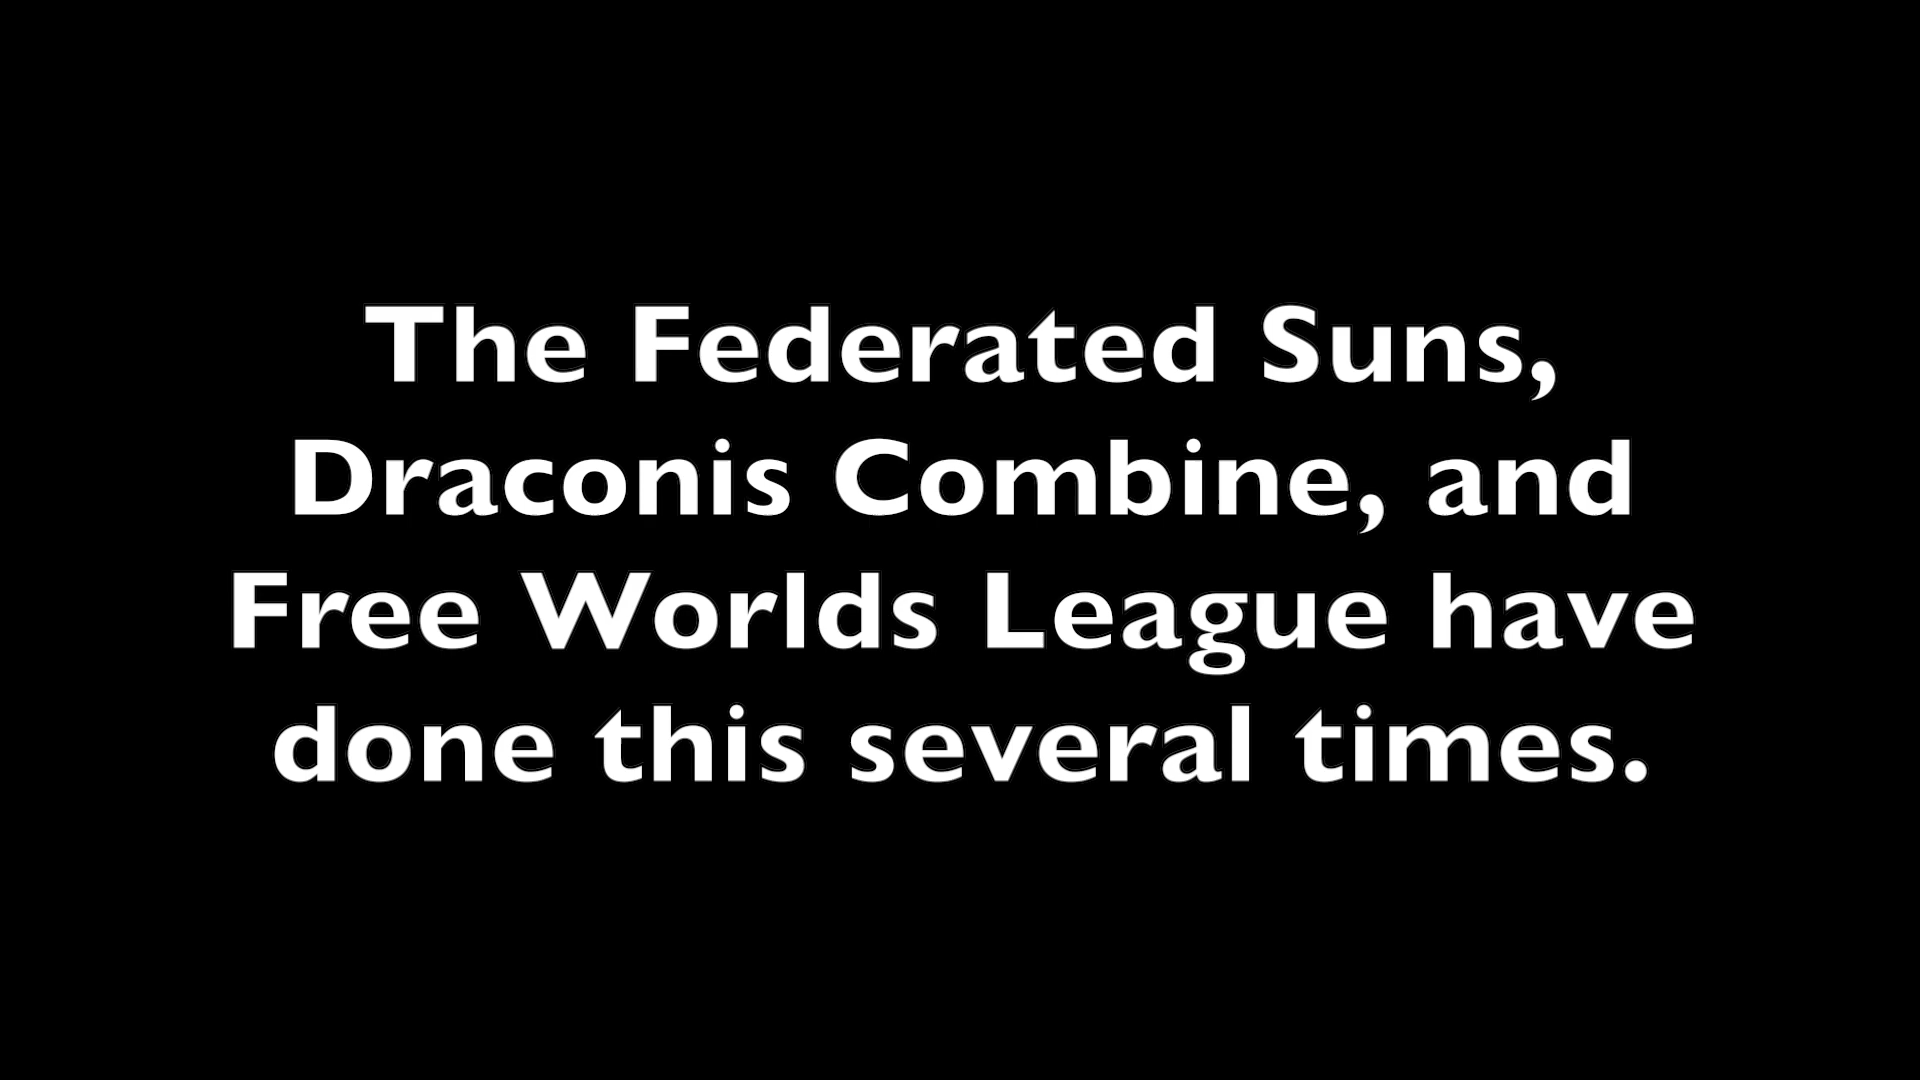 The Federated Suns,
Draconis Combine, and
Free Worlds League have
done this several times.